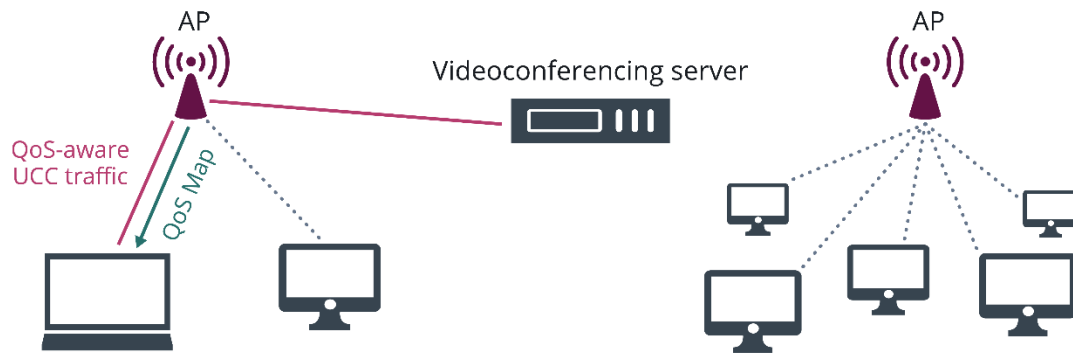 AP
AP
Videoconferencing server
QoS-aware
UCC traffic
QoS Map